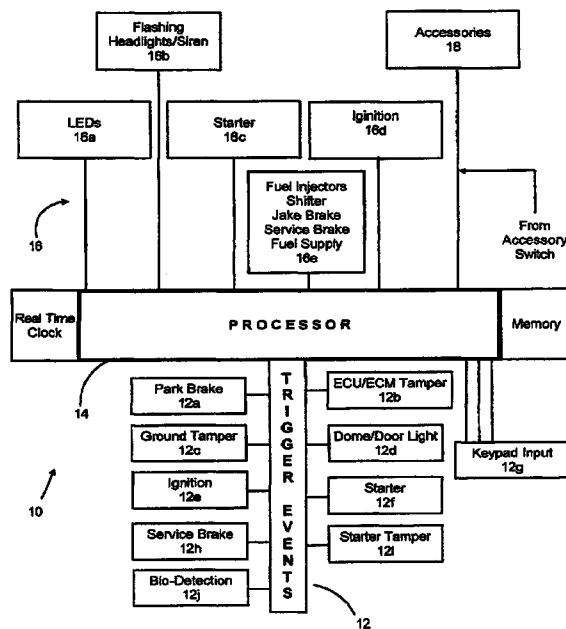 Flashing
Headlights/Siren
16b
Accessories
18
LEDs
16a
Starter
16c
Iginition
16d
Fuel Injectors
Shifter
Jake Brake
Service Brake
Fuel Supply
16e
16
From
Accessory
Switch
Real Time
Clock
PROCESSOR
Memory
14
TRIGGER EVENTS
Park Brake
12a
ECU/ECM Tamper
12b
Ground Tamper
12c
Dome/Door Light
12d
Keypad Input
12g
Ignition
12e
Starter
12f
10
Service Brake
12h
Starter Tamper
12i
Bio-Detection
12j
12